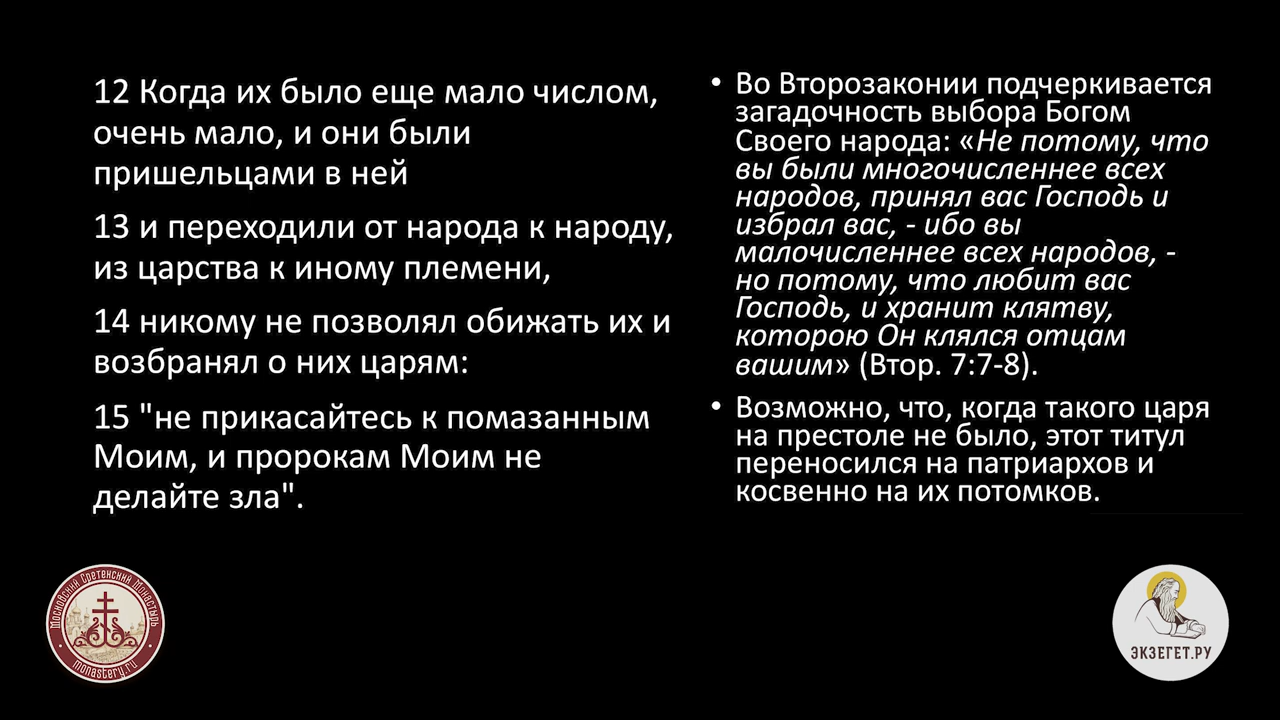 12 Когда их было еще мало числом,
очень мало, и они были
пришельцами в ней
13 и переходили от народа к народу,
из царства к иному племени,
14 никому не позволял обижать их и
возбранял о них царям:
15 "не прикасайтесь к помазанным
Моим, и пророкам Моим не
делайте зла".
• Во Второзаконии подчеркивается
загадочность выбора Богом
Своего народа: «Не потому, что
вы были многочисленнее всех
народов, принял вас Господь и
избрал вас, - ибо вы
малочисленнее всех народов, -
но потому, что любит вас
Господь, и хранит клятву,
которою Он клялся отцам
вашим» (Втор. 7:7-8).
• Возможно, что, когда такого царя
на престоле не было, этот титул
переносился на патриархов и
косвенно на их потомков.
Московский Сретенский Монастырь
monastery.ru
ЭКЗЕГЕТ.РУ